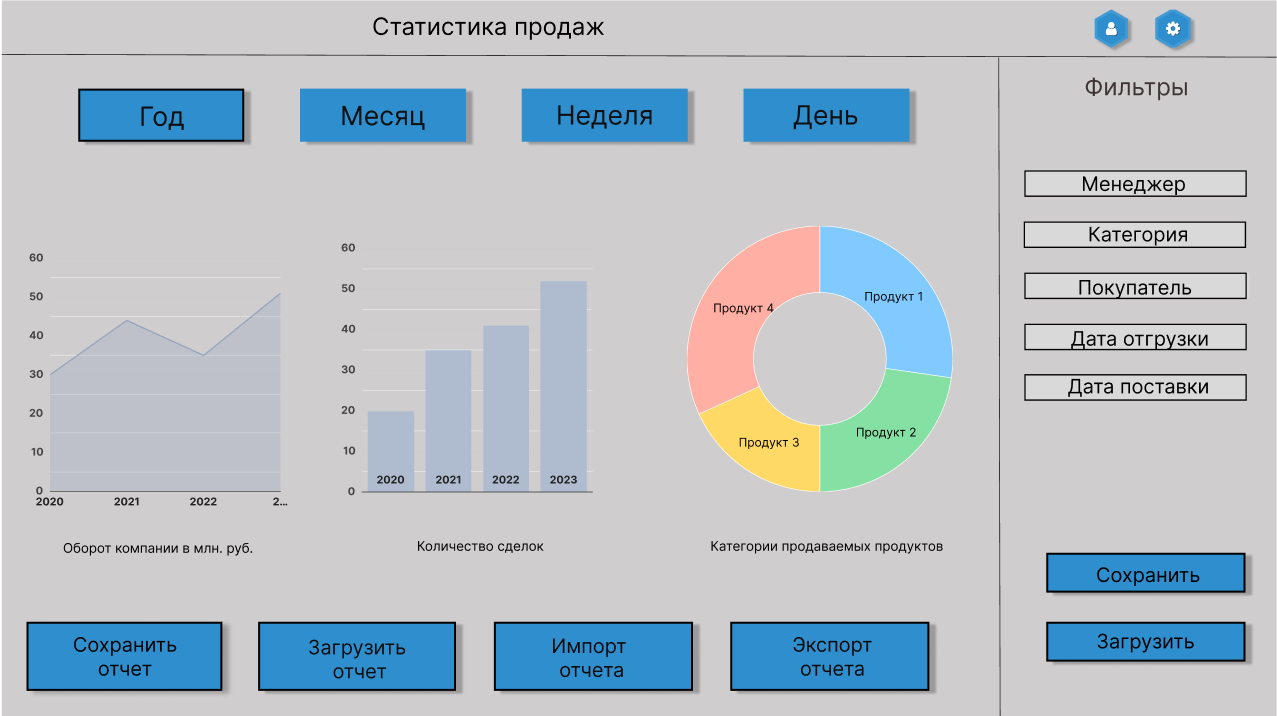 Статистика продаж
Год
Месяц
Неделя
День
Фильтры
Менеджер
Категория
Покупатель
Дата отгрузки
Дата поставки
60
50
40
30
20
10
0
2020
2021
2022
2...
Оборот компании в млн. руб.
60
50
40
30
20
10
0
2020
2021
2022
2023
Количество сделок
Продукт 1
Продукт 4
Продукт 2
Продукт 3
Категории продаваемых продуктов
Сохранить
Загрузить
Сохранить
отчет
Загрузить
отчет
Импорт
отчета
Экспорт
отчета